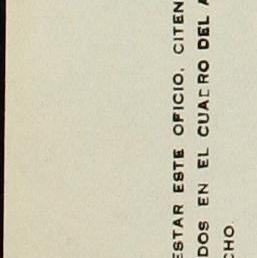 ESTAR ESTE OFICIO, CITEN
DOS EN EL CUADRO DEL A
CHO.